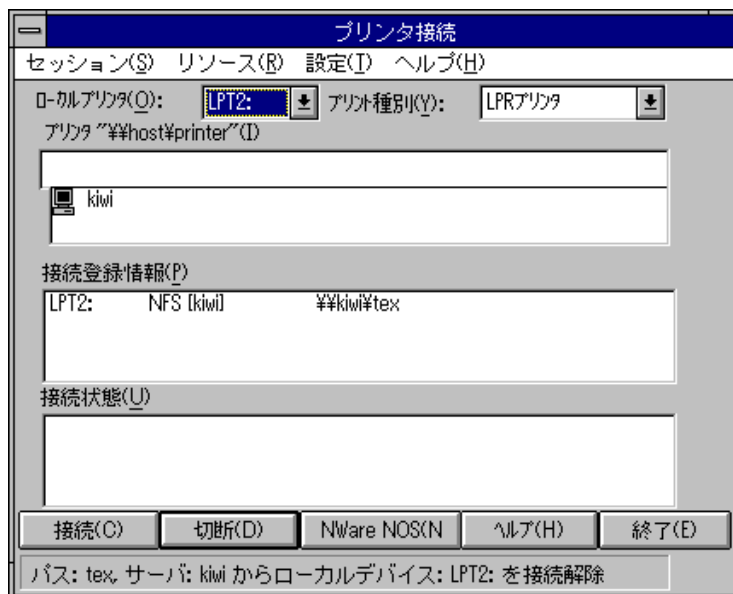 プリンタ接続
セッション(S) リソース(R) 設定(T) ヘルプ(H)
ローカルプリンタ(O): LPT2: プリント種別(Y): LPRプリンタ
プリンタ "¥¥host¥printer"(I)
kiwi
接続登録情報(P)
LPT2: NFS [kiwi] ¥¥kiwi¥tex
接続状態(U)
接続(C) 切断(D) NWare NOS(N ヘルプ(H) 終了(E)
パス: tex, サーバ: kiwi からローカルデバイス: LPT2: を接続解除